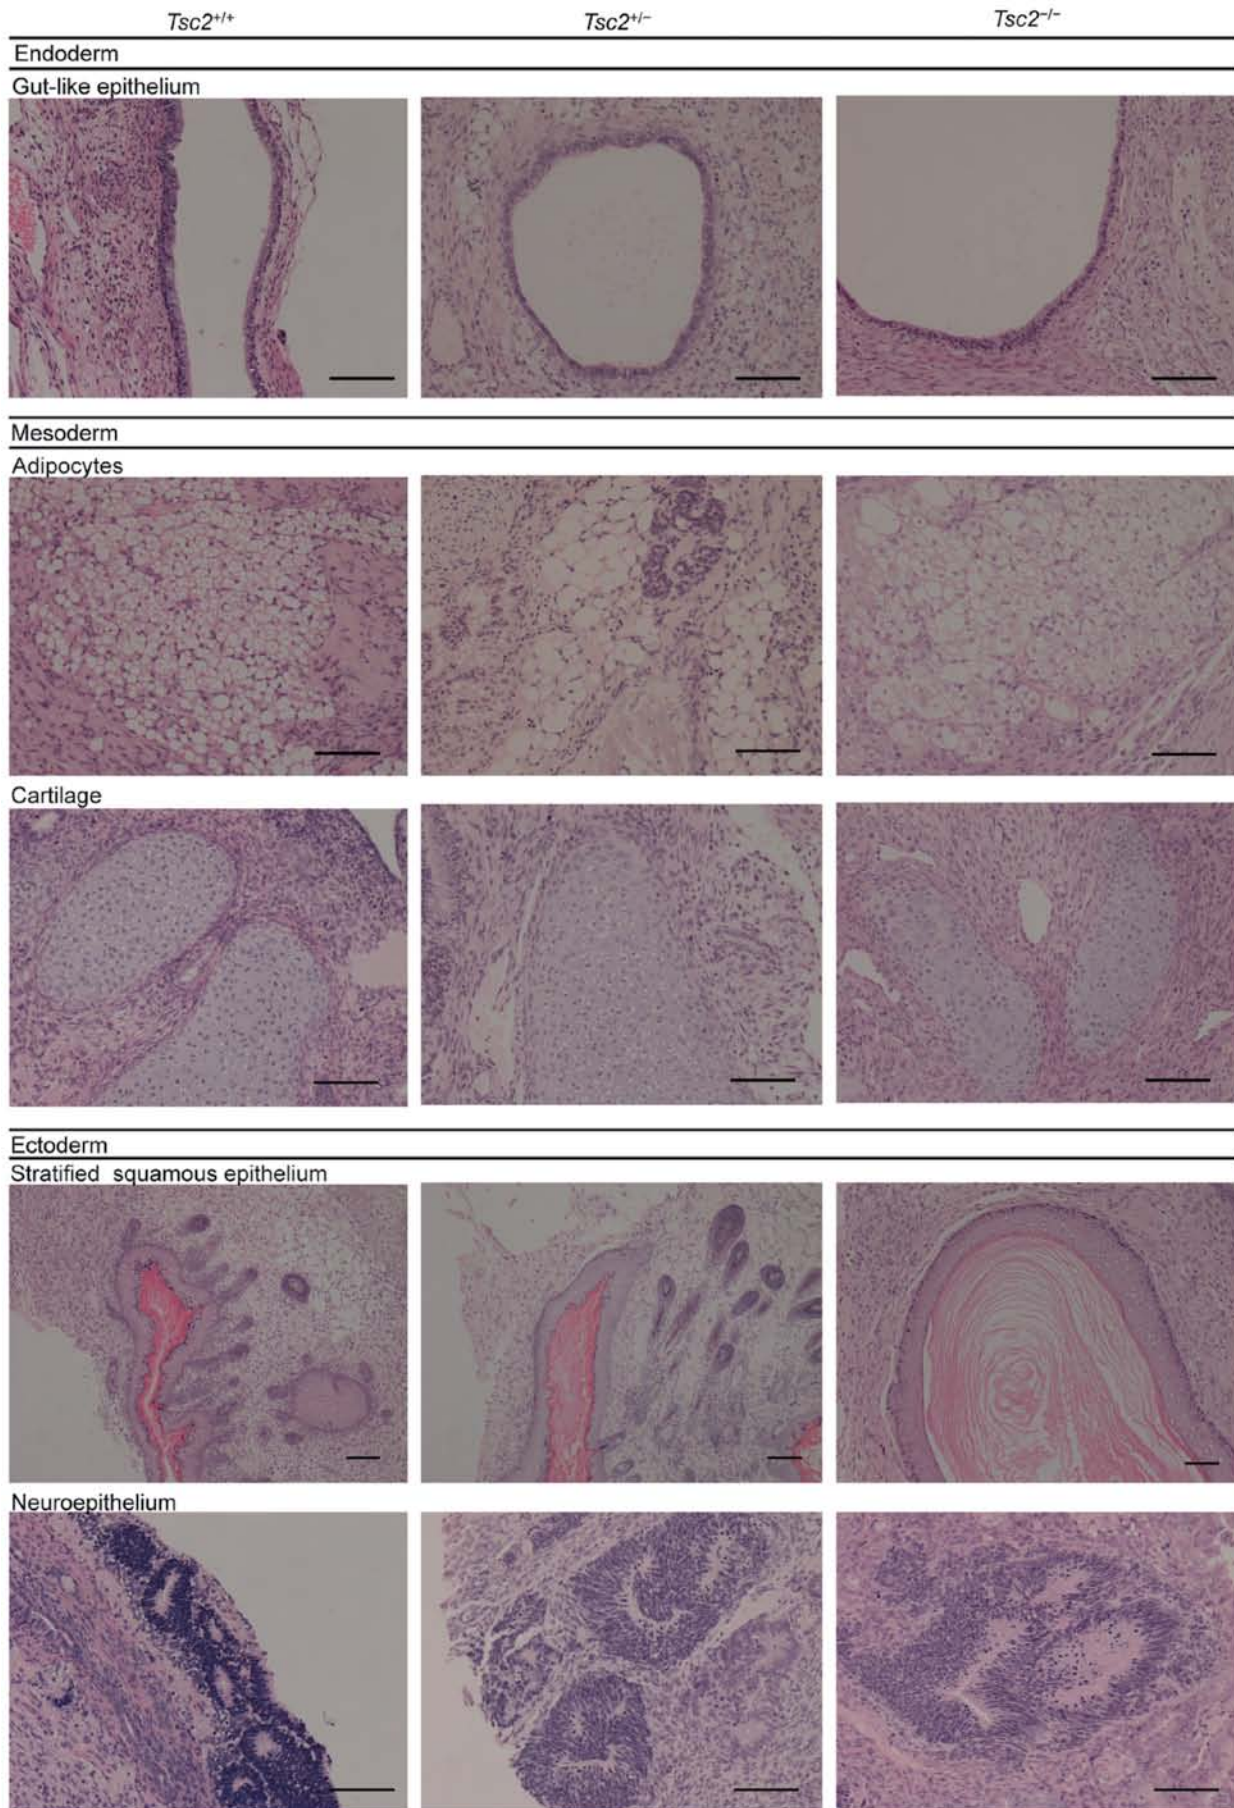 Tsc2+/+ Tsc2+/− Tsc2−/−
Endoderm
Gut-like epithelium
Mesoderm
Adipocytes
Cartilage
Ectoderm
Stratified squamous epithelium
Neuroepithelium